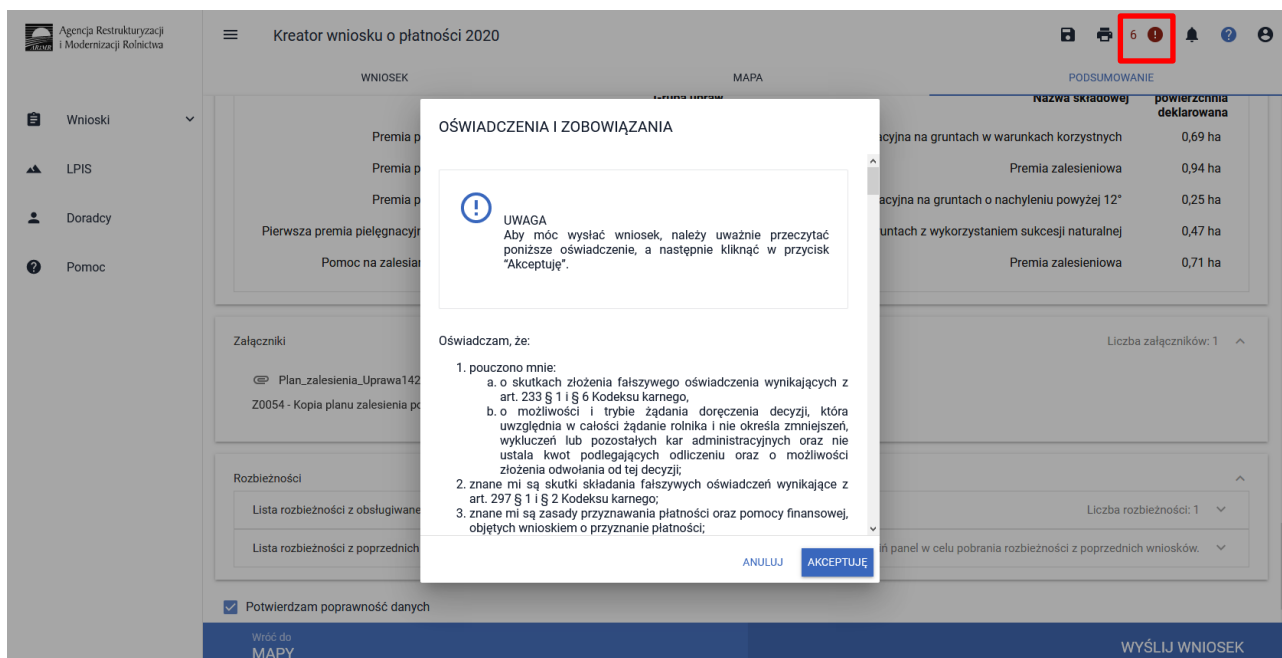 Agencja Restrukturyzacji
i Modernizacji Rolnictwa
ARiMR
Kreator wniosku o płatności 2020
6
WNIOSEK
MAPA
PODSUMOWANIE
Wnioski
LPIS
Doradcy
Pomoc
Grupa upraw
Nazwa składowej
powierzchnia
deklarowana
Premia
na gruntach w warunkach korzystnych
0,69 ha
Premia
Premia zalesieniowa
0,94 ha
Premia
na gruntach o nachyleniu powyżej 12°
0,25 ha
Pierwsza premia
z wykorzystaniem sukcesji naturalnej
0,47 ha
Pomoc na
Premia zalesieniowa
0,71 ha
Załączniki
Liczba załączników: 1
Plan_zalesienia_Uprawa142
Z0054 - Kopia planu zalesienia
Rozbieżności
Lista rozbieżności z
Liczba rozbieżności: 1
Lista rozbieżności z poprzednich
panel w celu pobrania rozbieżności z poprzednich wniosków.
Potwierdzam poprawność danych
Wróć do
MAPY
WYŚLIJ WNIOSEK
OŚWIADCZENIA I ZOBOWIĄZANIA
UWAGA
Aby móc wysłać wniosek, należy uważnie przeczytać
poniższe oświadczenie, a następnie kliknąć w przycisk
"Akceptuję".
Oświadczam, że:
1. pouczono mnie:
a. o skutkach złożenia fałszywego oświadczenia wynikających z
art. 233 § 1 i § 6 Kodeksu karnego,
b. o możliwości i trybie żądania doręczenia decyzji, która
uwzględnia w całości żądanie rolnika i nie określa zmniejszeń,
wykluczeń lub pozostałych kar administracyjnych oraz nie
ustala kwot podlegających odliczeniu oraz o możliwości
złożenia odwołania od tej decyzji;
2. znane mi są skutki składania fałszywych oświadczeń wynikające z
art. 297 § 1 i § 2 Kodeksu karnego;
3. znane mi są zasady przyznawania płatności oraz pomocy finansowej,
objętych wnioskiem o przyznanie płatności;
ANULUJ
AKCEPTUJĘ